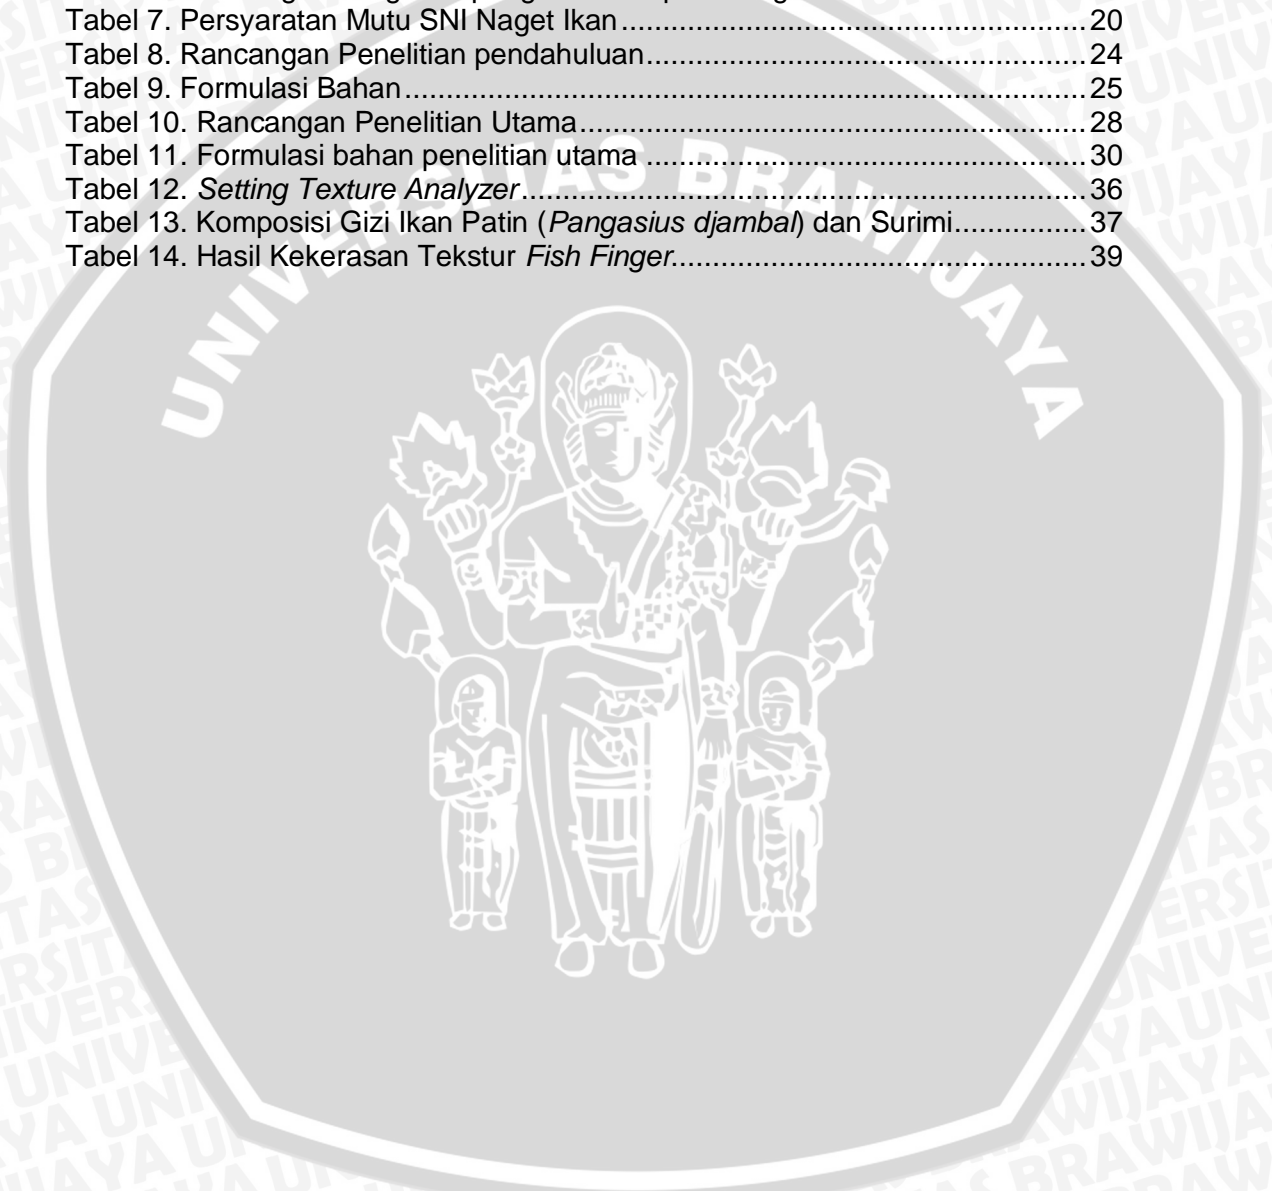 Tabel 7. Persyaratan Mutu SNI Naget Ikan............................................................20
Tabel 8. Rancangan Penelitian pendahuluan........................................................24
Tabel 9. Formulasi Bahan......................................................................................25
Tabel 10. Rancangan Penelitian Utama................................................................28
Tabel 11. Formulasi bahan penelitian utama ........................................................30
Tabel 12. Setting Texture Analyzer.......................................................................36
Tabel 13. Komposisi Gizi Ikan Patin (Pangasius djambal) dan Surimi.................37
Tabel 14. Hasil Kekerasan Tekstur Fish Finger....................................................39
UNIVERSITAS BRAWIJAYA